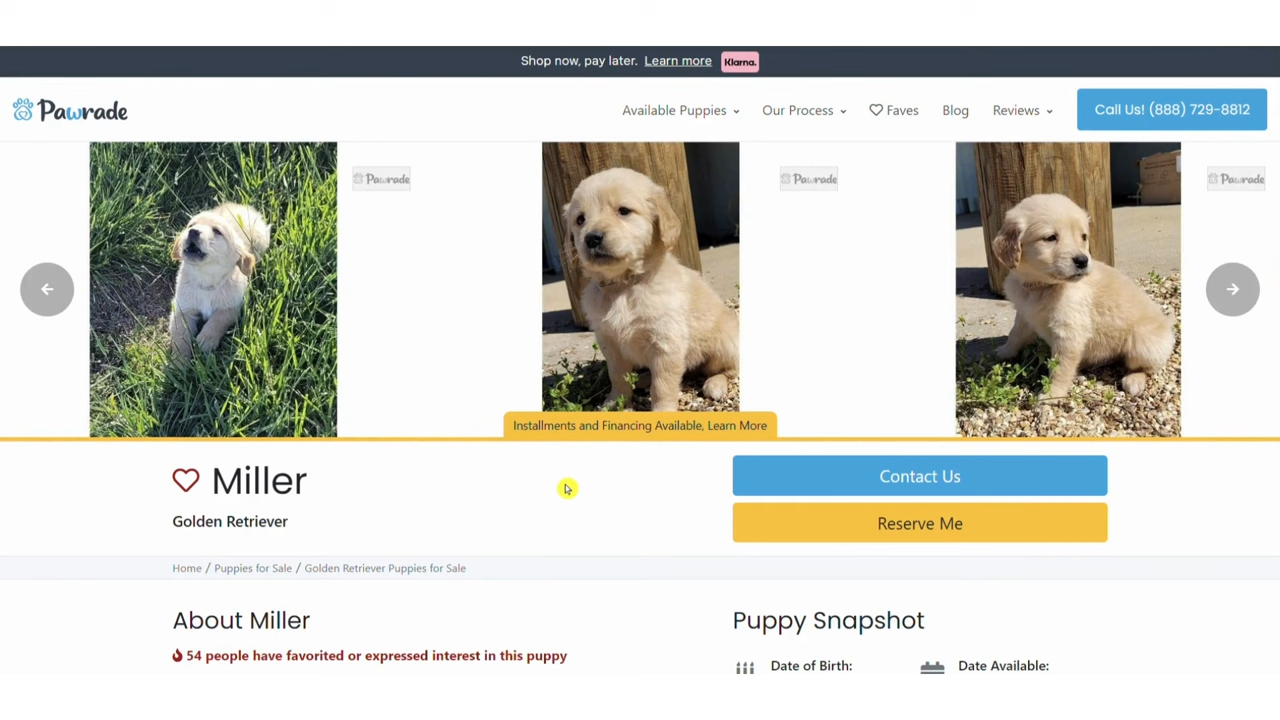 Shop now, pay later. Learn more Klarna.
Pawrade
Available Puppies
Our Process
Faves
Blog
Reviews
Call Us! (888) 729-8812
Pawrade
Pawrade
Pawrade
Installments and Financing Available, Learn More
Miller
Golden Retriever
Contact Us
Reserve Me
Home / Puppies for Sale / Golden Retriever Puppies for Sale
About Miller
54 people have favorited or expressed interest in this puppy
Puppy Snapshot
Date of Birth:
Date Available: